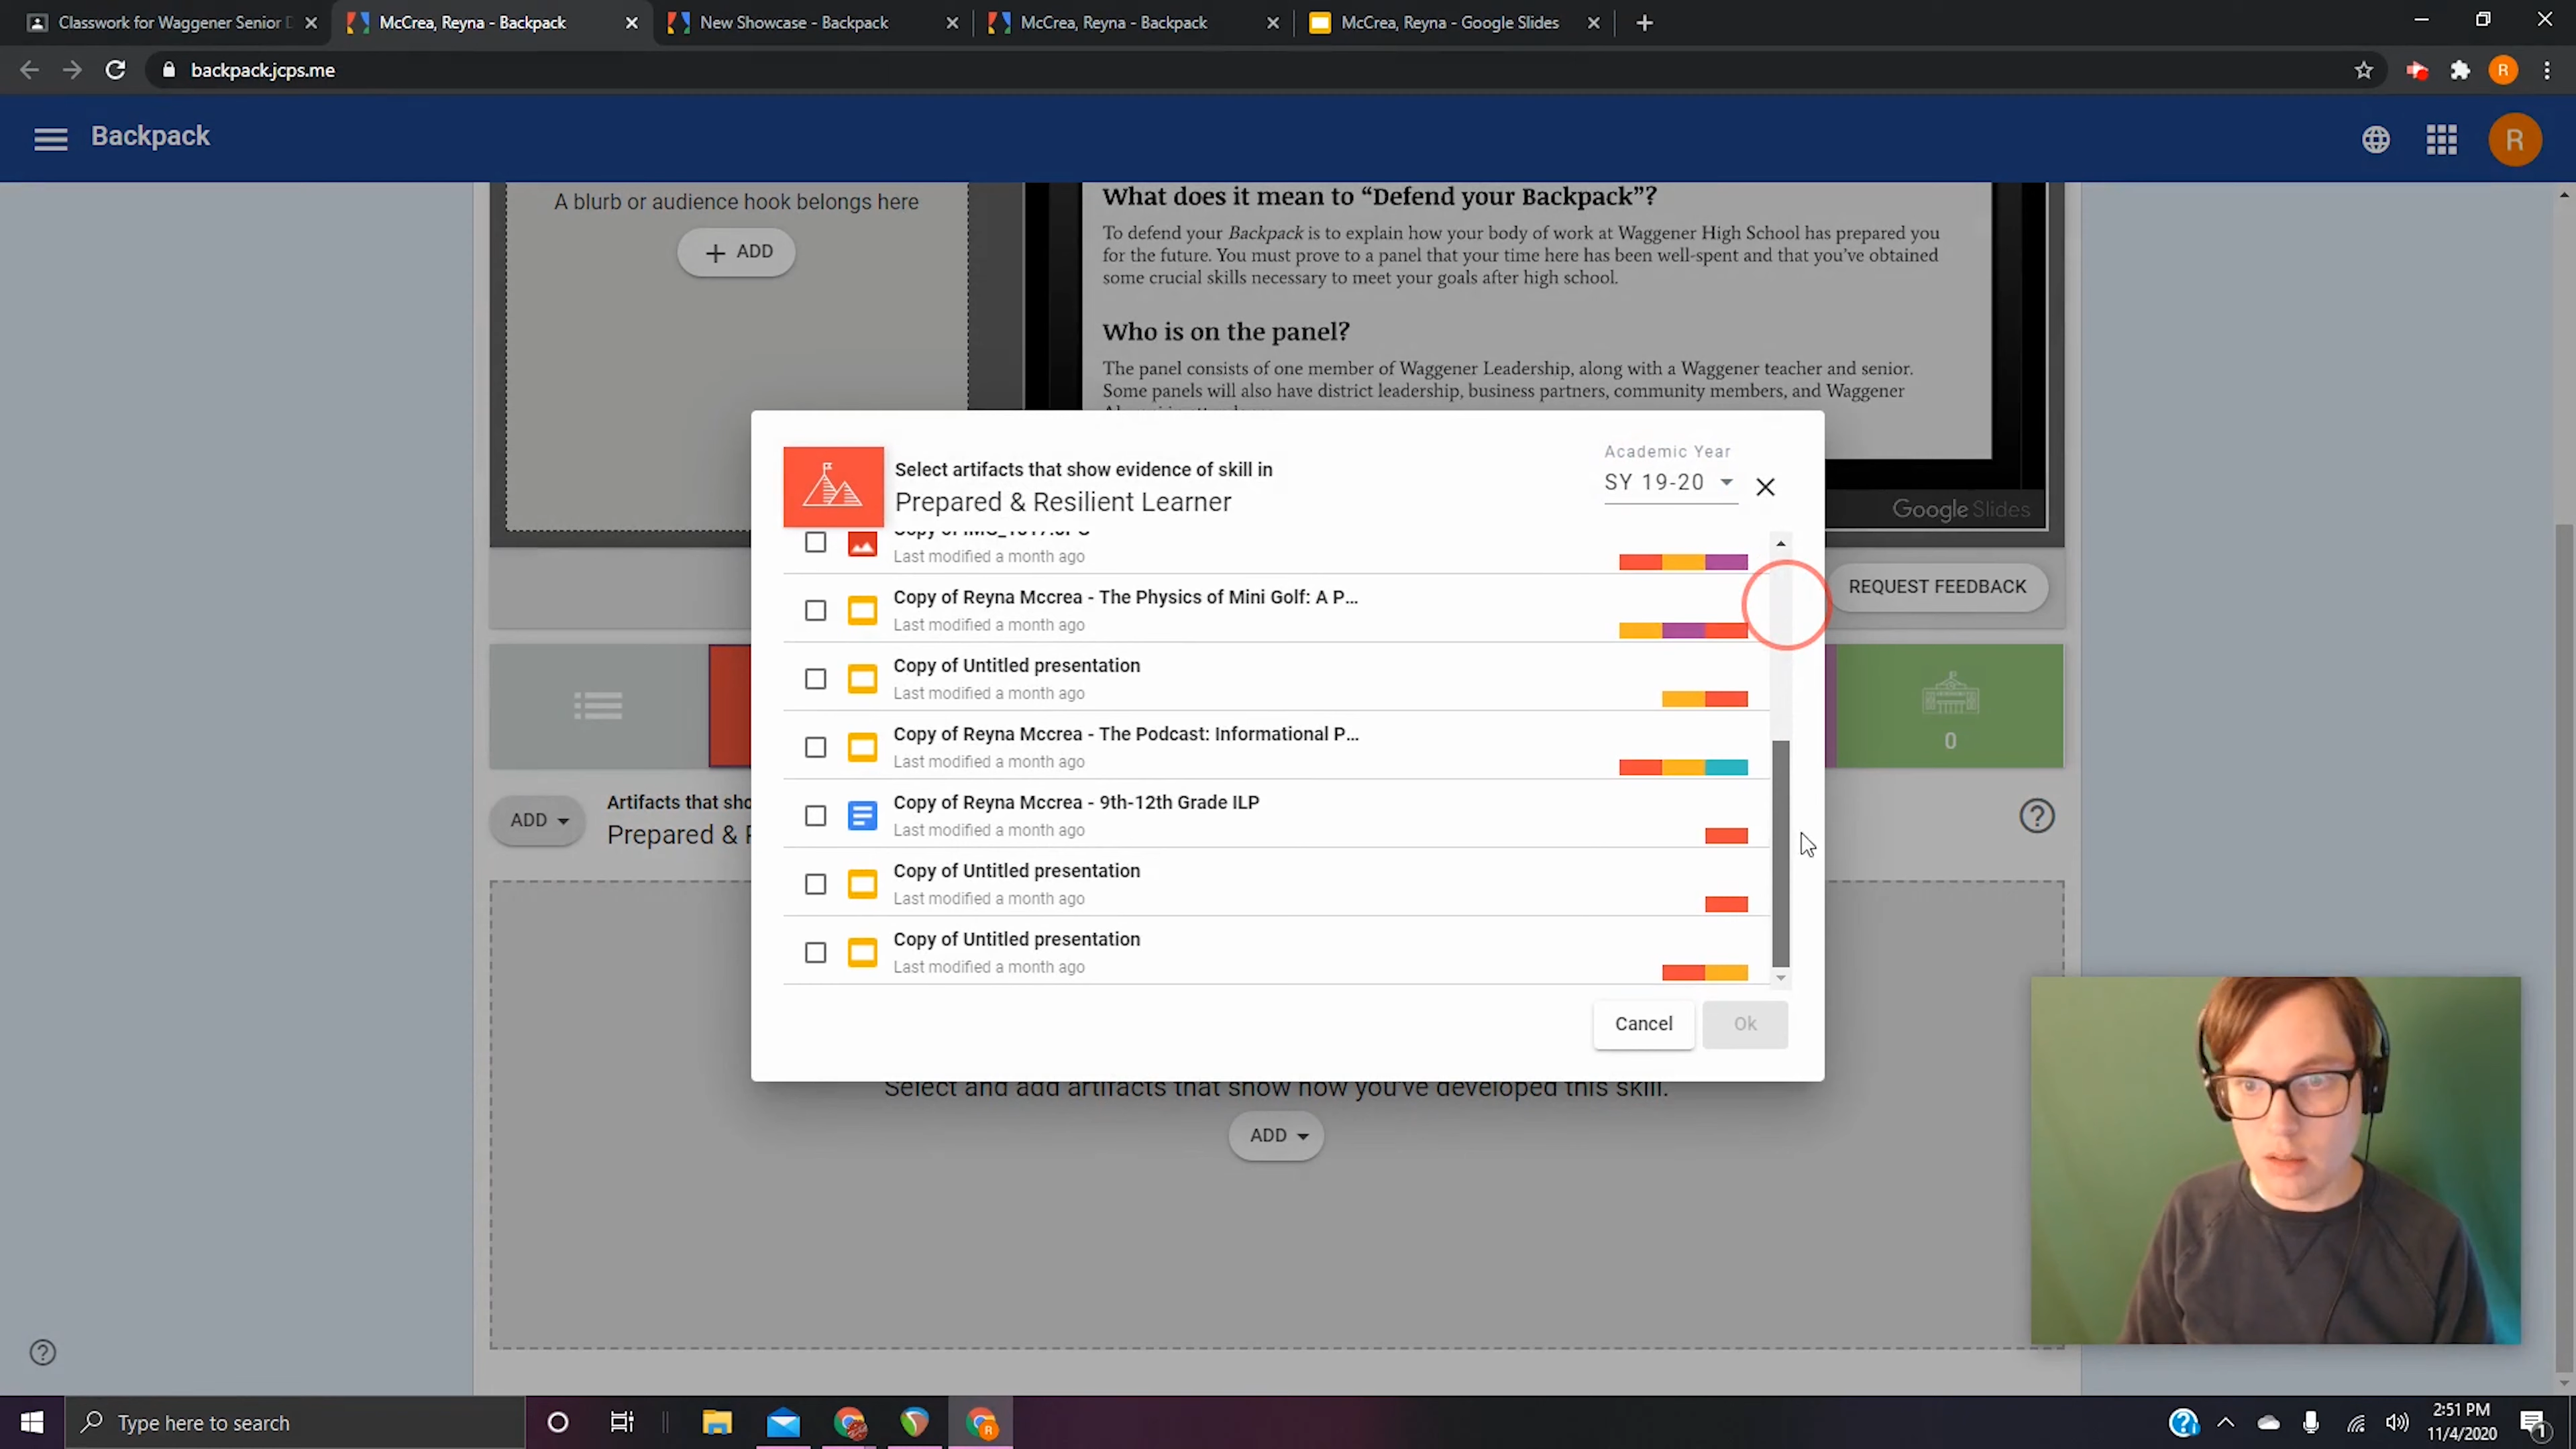 Classwork for Waggener Senior D
McCrea, Reyna - Backpack
New Showcase - Backpack
McCrea, Reyna - Backpack
McCrea, Reyna - Google Slides
backpack.jcps.me
R
Backpack
R
A blurb or audience hook belongs here
ADD
What does it mean to “Defend your Backpack”?
To defend your Backpack is to explain how your body of work at Waggener High School has prepared you
for the future. You must prove to a panel that your time here has been well-spent and that you've obtained
some crucial skills necessary to meet your goals after high school.
Who is on the panel?
The panel consists of one member of Waggener Leadership, along with a Waggener teacher and senior.
Some panels will also have district leadership, business partners, community members, and Waggener
Google Slides
REQUEST FEEDBACK
0
ADD
Artifacts that sho
Prepared &
Select artifacts that show evidence of skill in
Prepared & Resilient Learner
Academic Year
SY 19-20
Copy of
Last modified a month ago
Copy of Reyna Mccrea - The Physics of Mini Golf: A P...
Last modified a month ago
Copy of Untitled presentation
Last modified a month ago
Copy of Reyna Mccrea - The Podcast: Informational P...
Last modified a month ago
Copy of Reyna Mccrea - 9th-12th Grade ILP
Last modified a month ago
Copy of Untitled presentation
Last modified a month ago
Copy of Untitled presentation
Last modified a month ago
Cancel
Ok
Select and add artifacts that show how you've developed this skill.
ADD
Type here to search
R
2:51 PM
11/4/2020
1